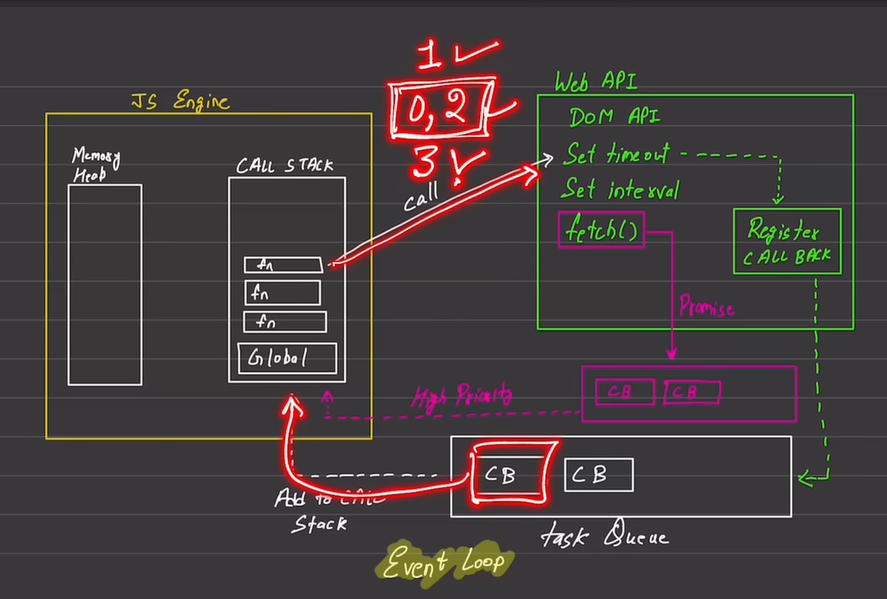 1
0, 2
3
JS Engine
Memory
Heap
CALL STACK
fn
fn
fn
Global
call
Web API
DOM API
Set timeout
Set interval
fetch()
Register
CALL BACK
Promise
CB
CB
High Priority
CB
CB
Add to CALL
Stack
task Queue
Event Loop